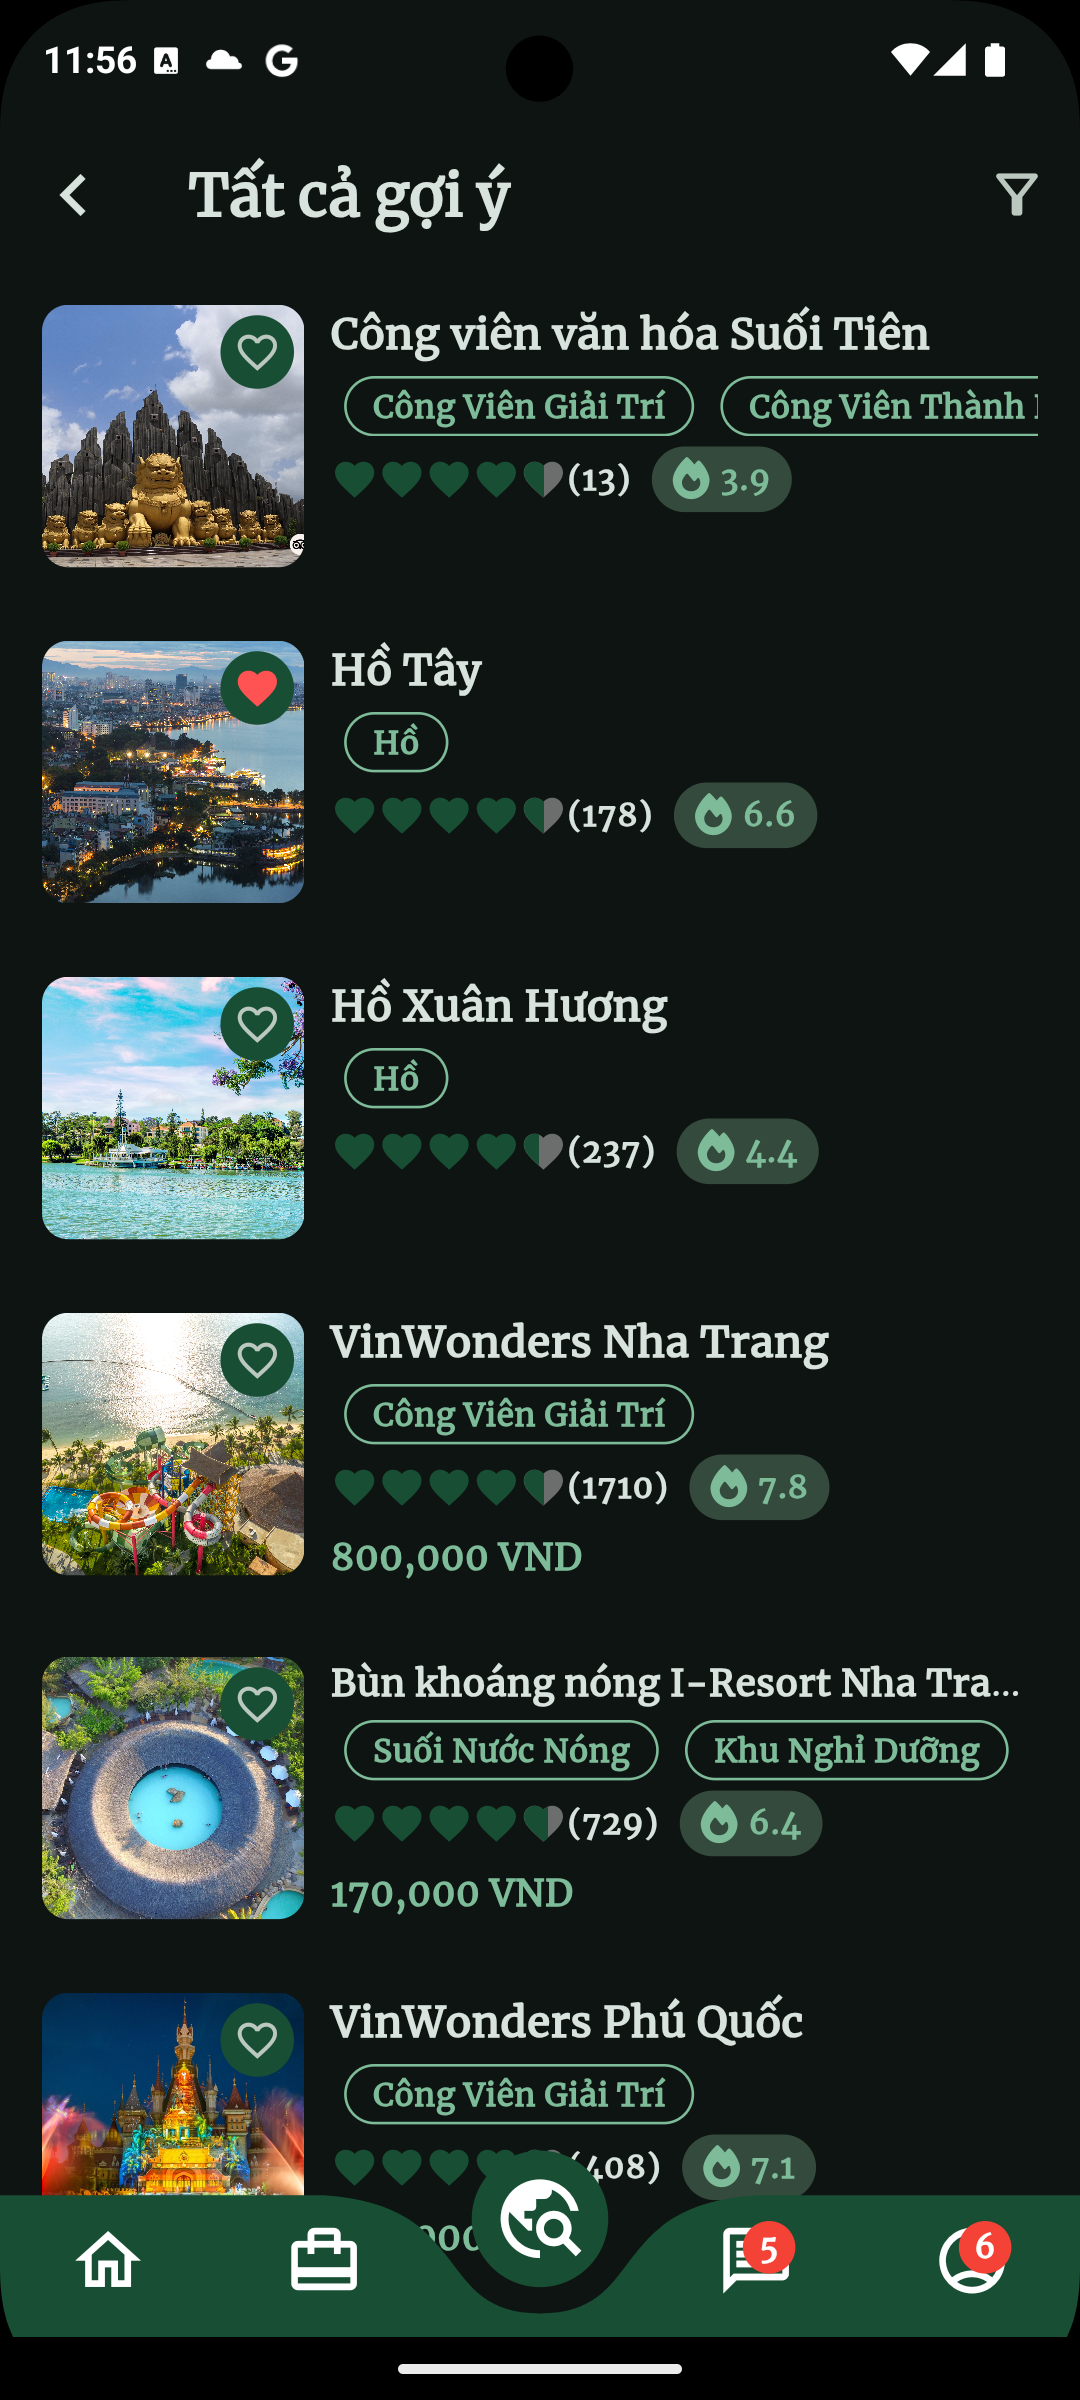 11:56
Tất cả gợi ý
Công viên văn hóa Suối Tiên
Công Viên Giải Trí Công Viên Thành
(13) 3.9
Hồ Tây
Hồ
(178) 6.6
Hồ Xuân Hương
Hồ
(237) 4.4
VinWonders Nha Trang
Công Viên Giải Trí
(1710) 7.8
800,000 VND
Bùn khoáng nóng I-Resort Nha Tra...
Suối Nước Nóng Khu Nghỉ Dưỡng
(729) 6.4
170,000 VND
VinWonders Phú Quốc
Công Viên Giải Trí
(408) 7.1
5 6